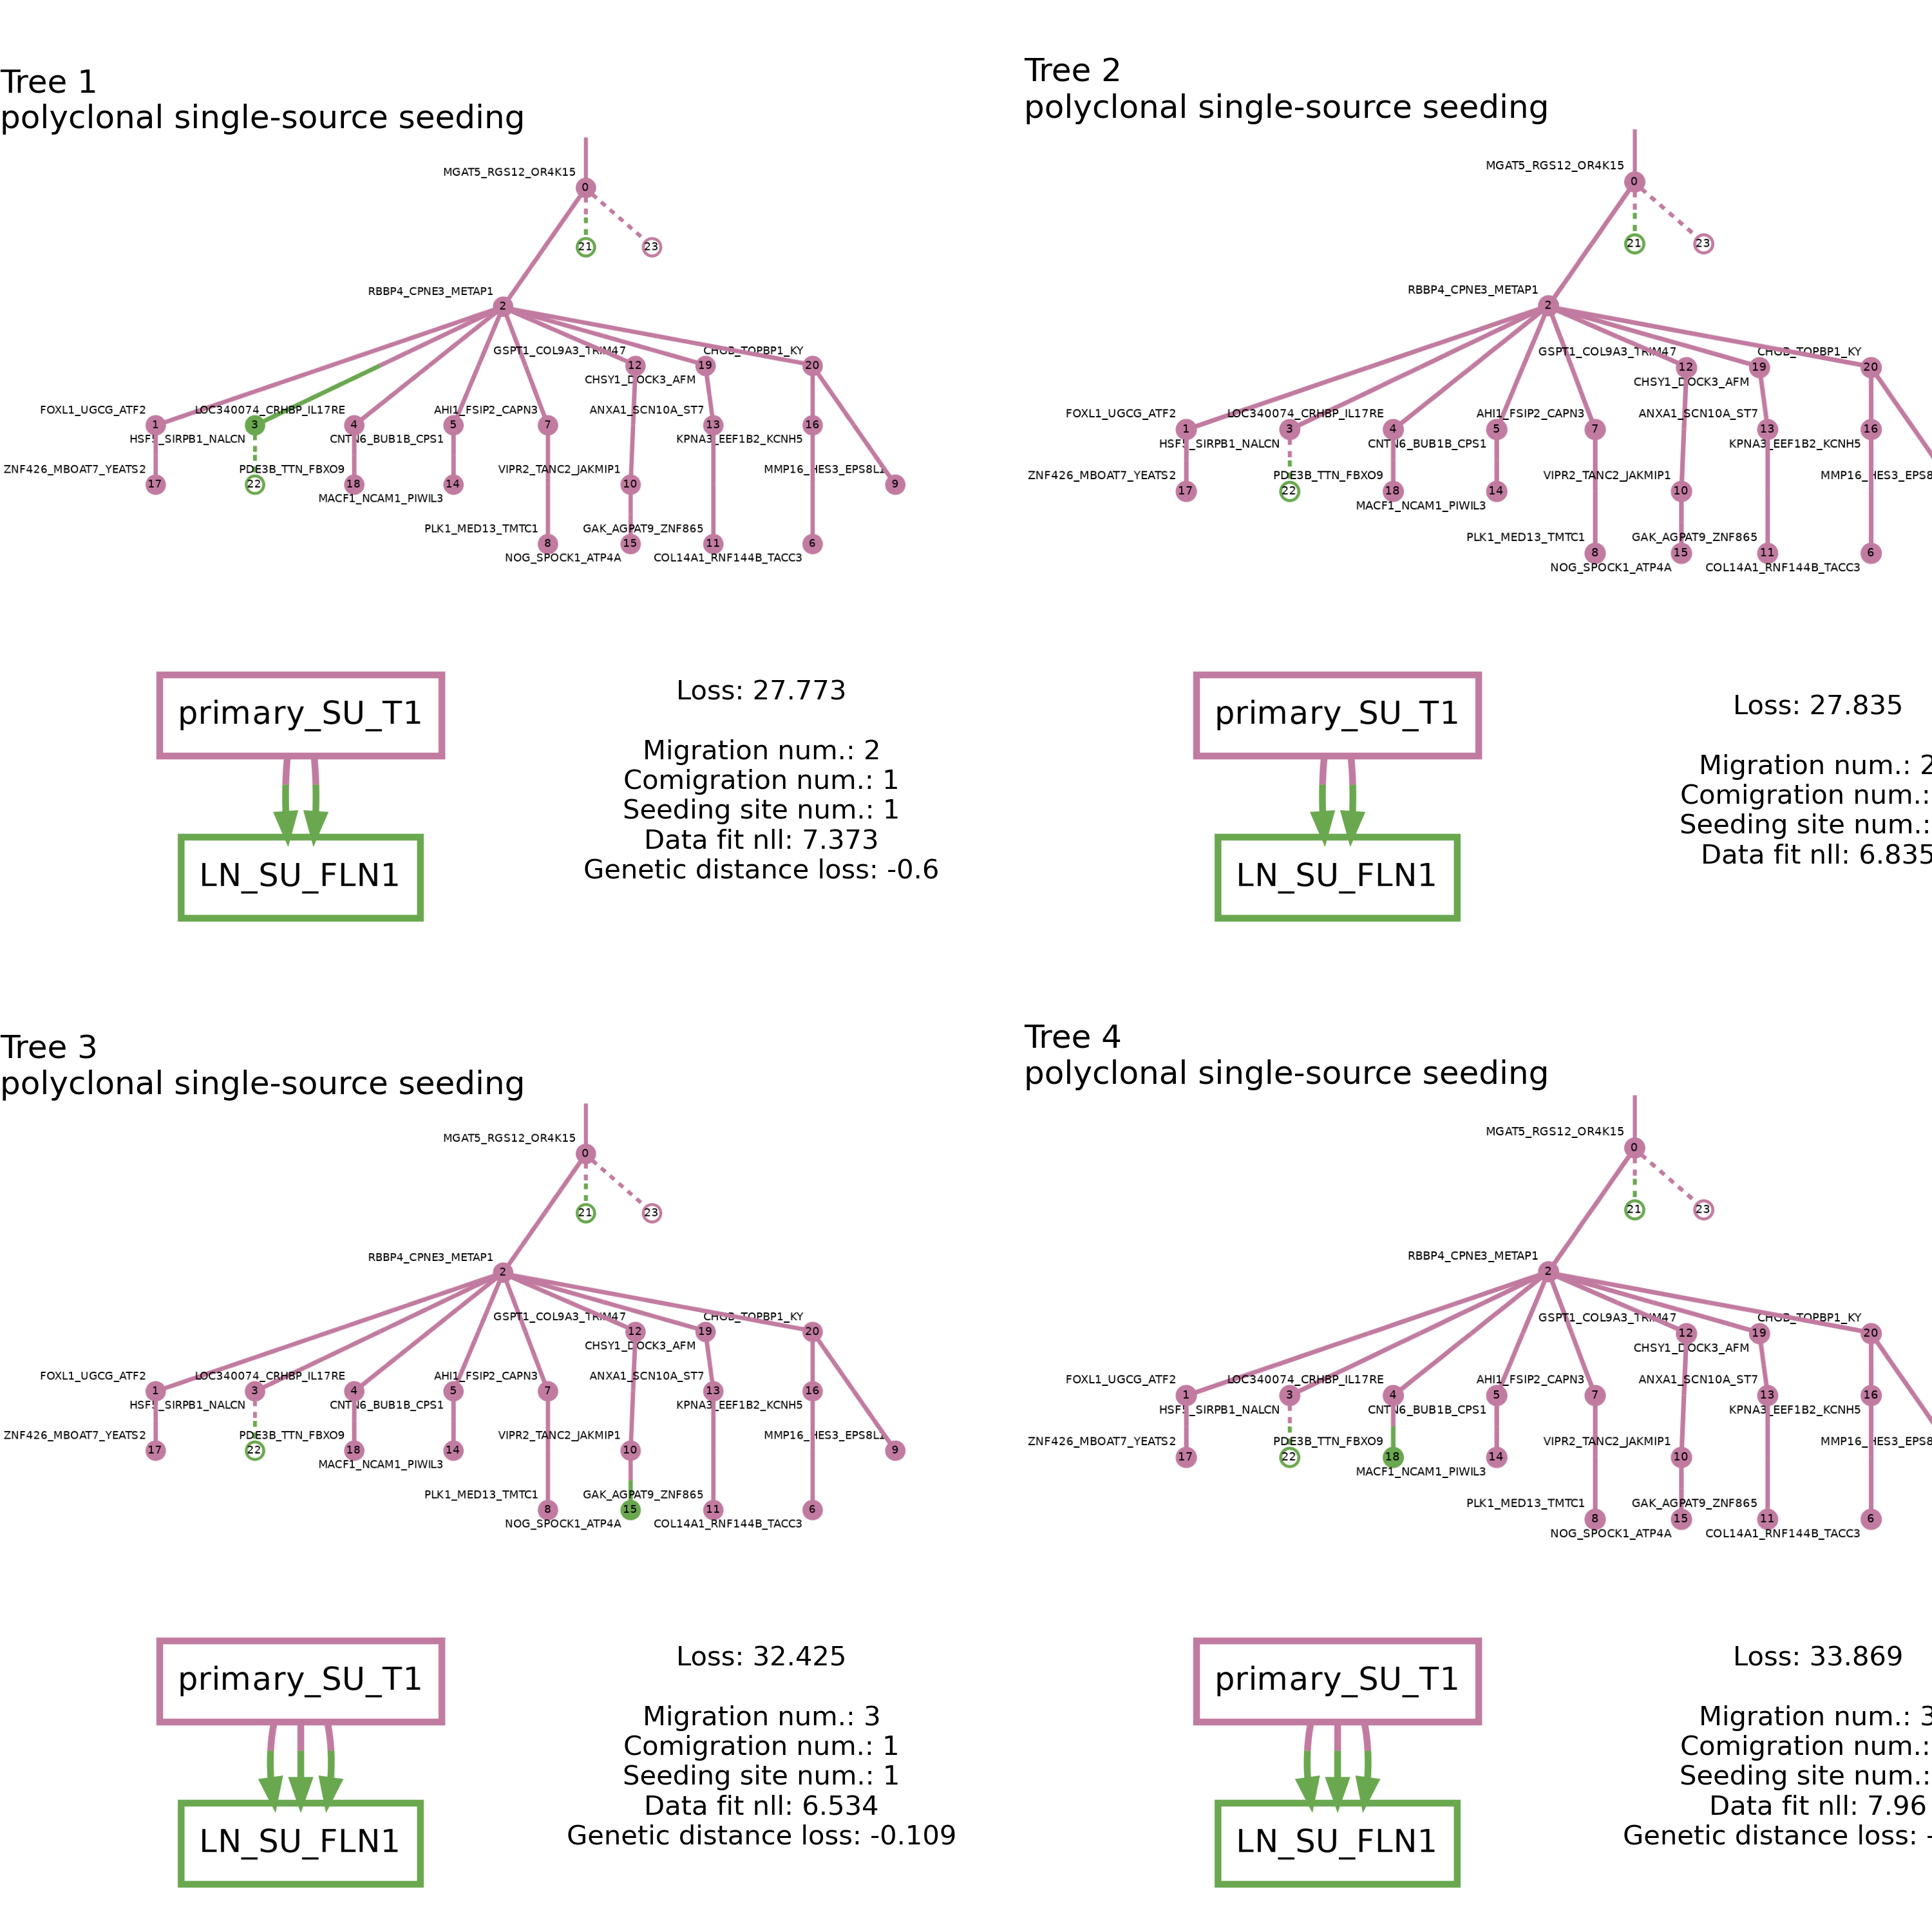 Tree 1
polyclonal single-source seeding
MGAT5_RGS12_OR4K15
0
21
23
RBBP4_CPNE3_METAP1
2
GSPT1_COL9A3_TRIM47
12
CHSY1_DOCK3_AFM
19
CHGB_TOPBP1_KY
20
FOXL1_UGCG_ATF2
1
HSF5_SIRPB1_NALCN
LOC340074_CRHBP_IL17RE
3
4
CNTN6_BUB1B_CPS1
AHI1_FSIP2_CAPN3
5
7
ANXA1_SCN10A_ST7
13
KPNA3_EEF1B2_KCNH5
16
ZNF426_MBOAT7_YEATS2
17
22
PDE3B_TTN_FBXO9
18
MACF1_NCAM1_PIWIL3
14
VIPR2_TANC2_JAKMIP1
10
MMP16_HES3_EPS8L2
9
PLK1_MED13_TMTC1
8
NOG_SPOCK1_ATP4A
15
GAK_AGPAT9_ZNF865
11
COL14A1_RNF144B_TACC3
6
primary_SU_T1
LN_SU_FLN1
Loss: 27.773
Migration num.: 2
Comigration num.: 1
Seeding site num.: 1
Data fit nll: 7.373
Genetic distance loss: -0.6
Tree 2
polyclonal single-source seeding
MGAT5_RGS12_OR4K15
0
21
23
RBBP4_CPNE3_METAP1
2
GSPT1_COL9A3_TRIM47
12
CHSY1_DOCK3_AFM
19
CHGB_TOPBP1_KY
20
FOXL1_UGCG_ATF2
1
HSF5_SIRPB1_NALCN
LOC340074_CRHBP_IL17RE
3
4
CNTN6_BUB1B_CPS1
AHI1_FSIP2_CAPN3
5
7
ANXA1_SCN10A_ST7
13
KPNA3_EEF1B2_KCNH5
16
ZNF426_MBOAT7_YEATS2
17
22
PDE3B_TTN_FBXO9
18
MACF1_NCAM1_PIWIL3
14
VIPR2_TANC2_JAKMIP1
10
MMP16_HES3_EPS8
PLK1_MED13_TMTC1
8
NOG_SPOCK1_ATP4A
15
GAK_AGPAT9_ZNF865
11
COL14A1_RNF144B_TACC3
6
primary_SU_T1
LN_SU_FLN1
Loss: 27.835
Migration num.: 2
Comigration num.:
Seeding site num.:
Data fit nll: 6.835
Tree 3
polyclonal single-source seeding
MGAT5_RGS12_OR4K15
0
21
23
RBBP4_CPNE3_METAP1
2
GSPT1_COL9A3_TRIM47
12
CHSY1_DOCK3_AFM
19
CHGB_TOPBP1_KY
20
FOXL1_UGCG_ATF2
1
HSF5_SIRPB1_NALCN
LOC340074_CRHBP_IL17RE
3
4
CNTN6_BUB1B_CPS1
AHI1_FSIP2_CAPN3
5
7
ANXA1_SCN10A_ST7
13
KPNA3_EEF1B2_KCNH5
16
ZNF426_MBOAT7_YEATS2
17
22
PDE3B_TTN_FBXO9
18
MACF1_NCAM1_PIWIL3
14
VIPR2_TANC2_JAKMIP1
10
MMP16_HES3_EPS8L2
9
PLK1_MED13_TMTC1
8
NOG_SPOCK1_ATP4A
15
GAK_AGPAT9_ZNF865
11
COL14A1_RNF144B_TACC3
6
primary_SU_T1
LN_SU_FLN1
Loss: 32.425
Migration num.: 3
Comigration num.: 1
Seeding site num.: 1
Data fit nll: 6.534
Genetic distance loss: -0.109
Tree 4
polyclonal single-source seeding
MGAT5_RGS12_OR4K15
0
21
23
RBBP4_CPNE3_METAP1
2
GSPT1_COL9A3_TRIM47
12
CHSY1_DOCK3_AFM
19
CHGB_TOPBP1_KY
20
FOXL1_UGCG_ATF2
1
HSF5_SIRPB1_NALCN
LOC340074_CRHBP_IL17RE
3
4
CNTN6_BUB1B_CPS1
AHI1_FSIP2_CAPN3
5
7
ANXA1_SCN10A_ST7
13
KPNA3_EEF1B2_KCNH5
16
ZNF426_MBOAT7_YEATS2
17
22
PDE3B_TTN_FBXO9
18
MACF1_NCAM1_PIWIL3
14
VIPR2_TANC2_JAKMIP1
10
MMP16_HES3_EPS8
PLK1_MED13_TMTC1
8
NOG_SPOCK1_ATP4A
15
GAK_AGPAT9_ZNF865
11
COL14A1_RNF144B_TACC3
6
primary_SU_T1
LN_SU_FLN1
Loss: 33.869
Migration num.: 3
Comigration num.:
Seeding site num.:
Data fit nll: 7.96
Genetic distance loss: -